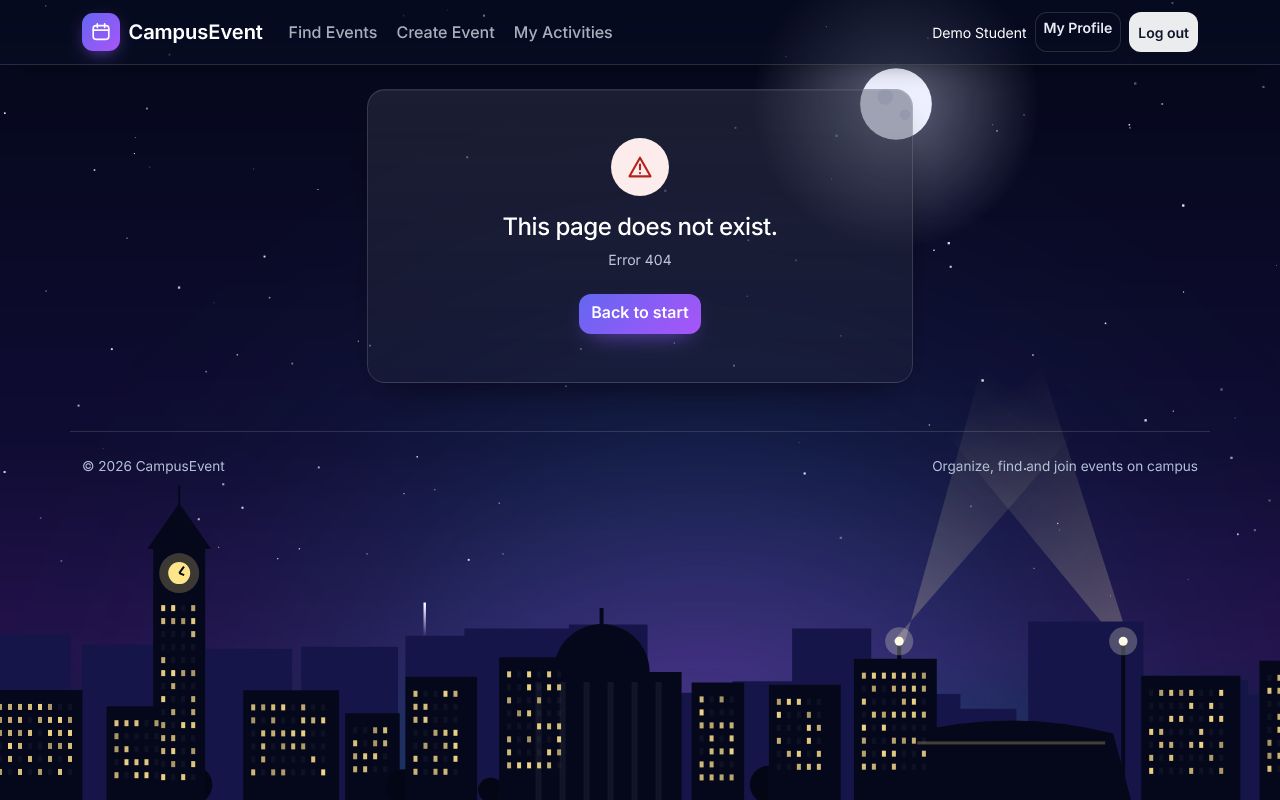 CampusEvent
Find Events
Create Event
My Activities
Demo Student
My Profile
Log out
This page does not exist.
Error 404
Back to start
© 2026 CampusEvent
Organize, find and join events on campus